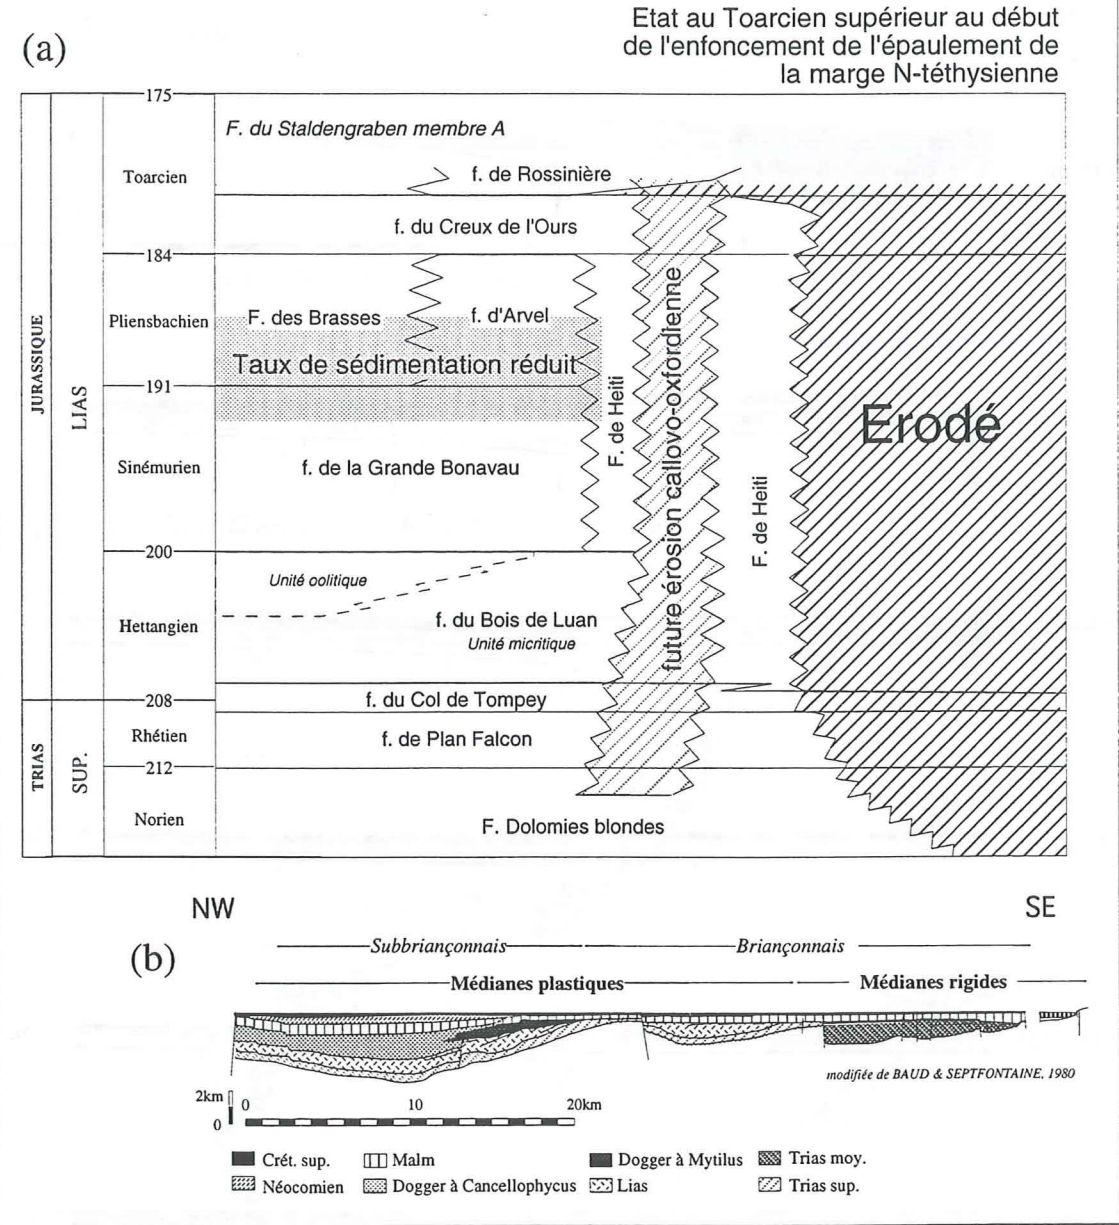 (a)
Etat au Toarcien supérieur au début
de l'enfoncement de l'épaulement de
la marge N-téthysienne
175
F. du Staldengraben membre A
Toarcien
f. de Rossinière
f. du Creux de l'Ours
184
JURASSIQUE
LIAS
Pliensbachien
F. des Brasses
f. d'Arvel
Taux de sédimentation réduit
191
F. de Heiti
future érosion callovo-oxfordienne
F. de Heiti
Erodé
Sinémurien
f. de la Grande Bonavau
200
Unité oolitique
Hettangien
f. du Bois de Luan
Unité micritique
208
f. du Col de Tompey
TRIAS
SUP.
Rhétien
f. de Plan Falcon
212
Norien
F. Dolomies blondes
NW
SE
(b)
Subbriançonnais
Briançonnais
Médianes plastiques
Médianes rigides
modifiée de BAUD & SEPTFONTAINE, 1980
2km
0
0
10
20km
Crét. sup.
Malm
Dogger à Mytilus
Trias moy.
Néocomien
Dogger à Cancellophycus
Lias
Trias sup.